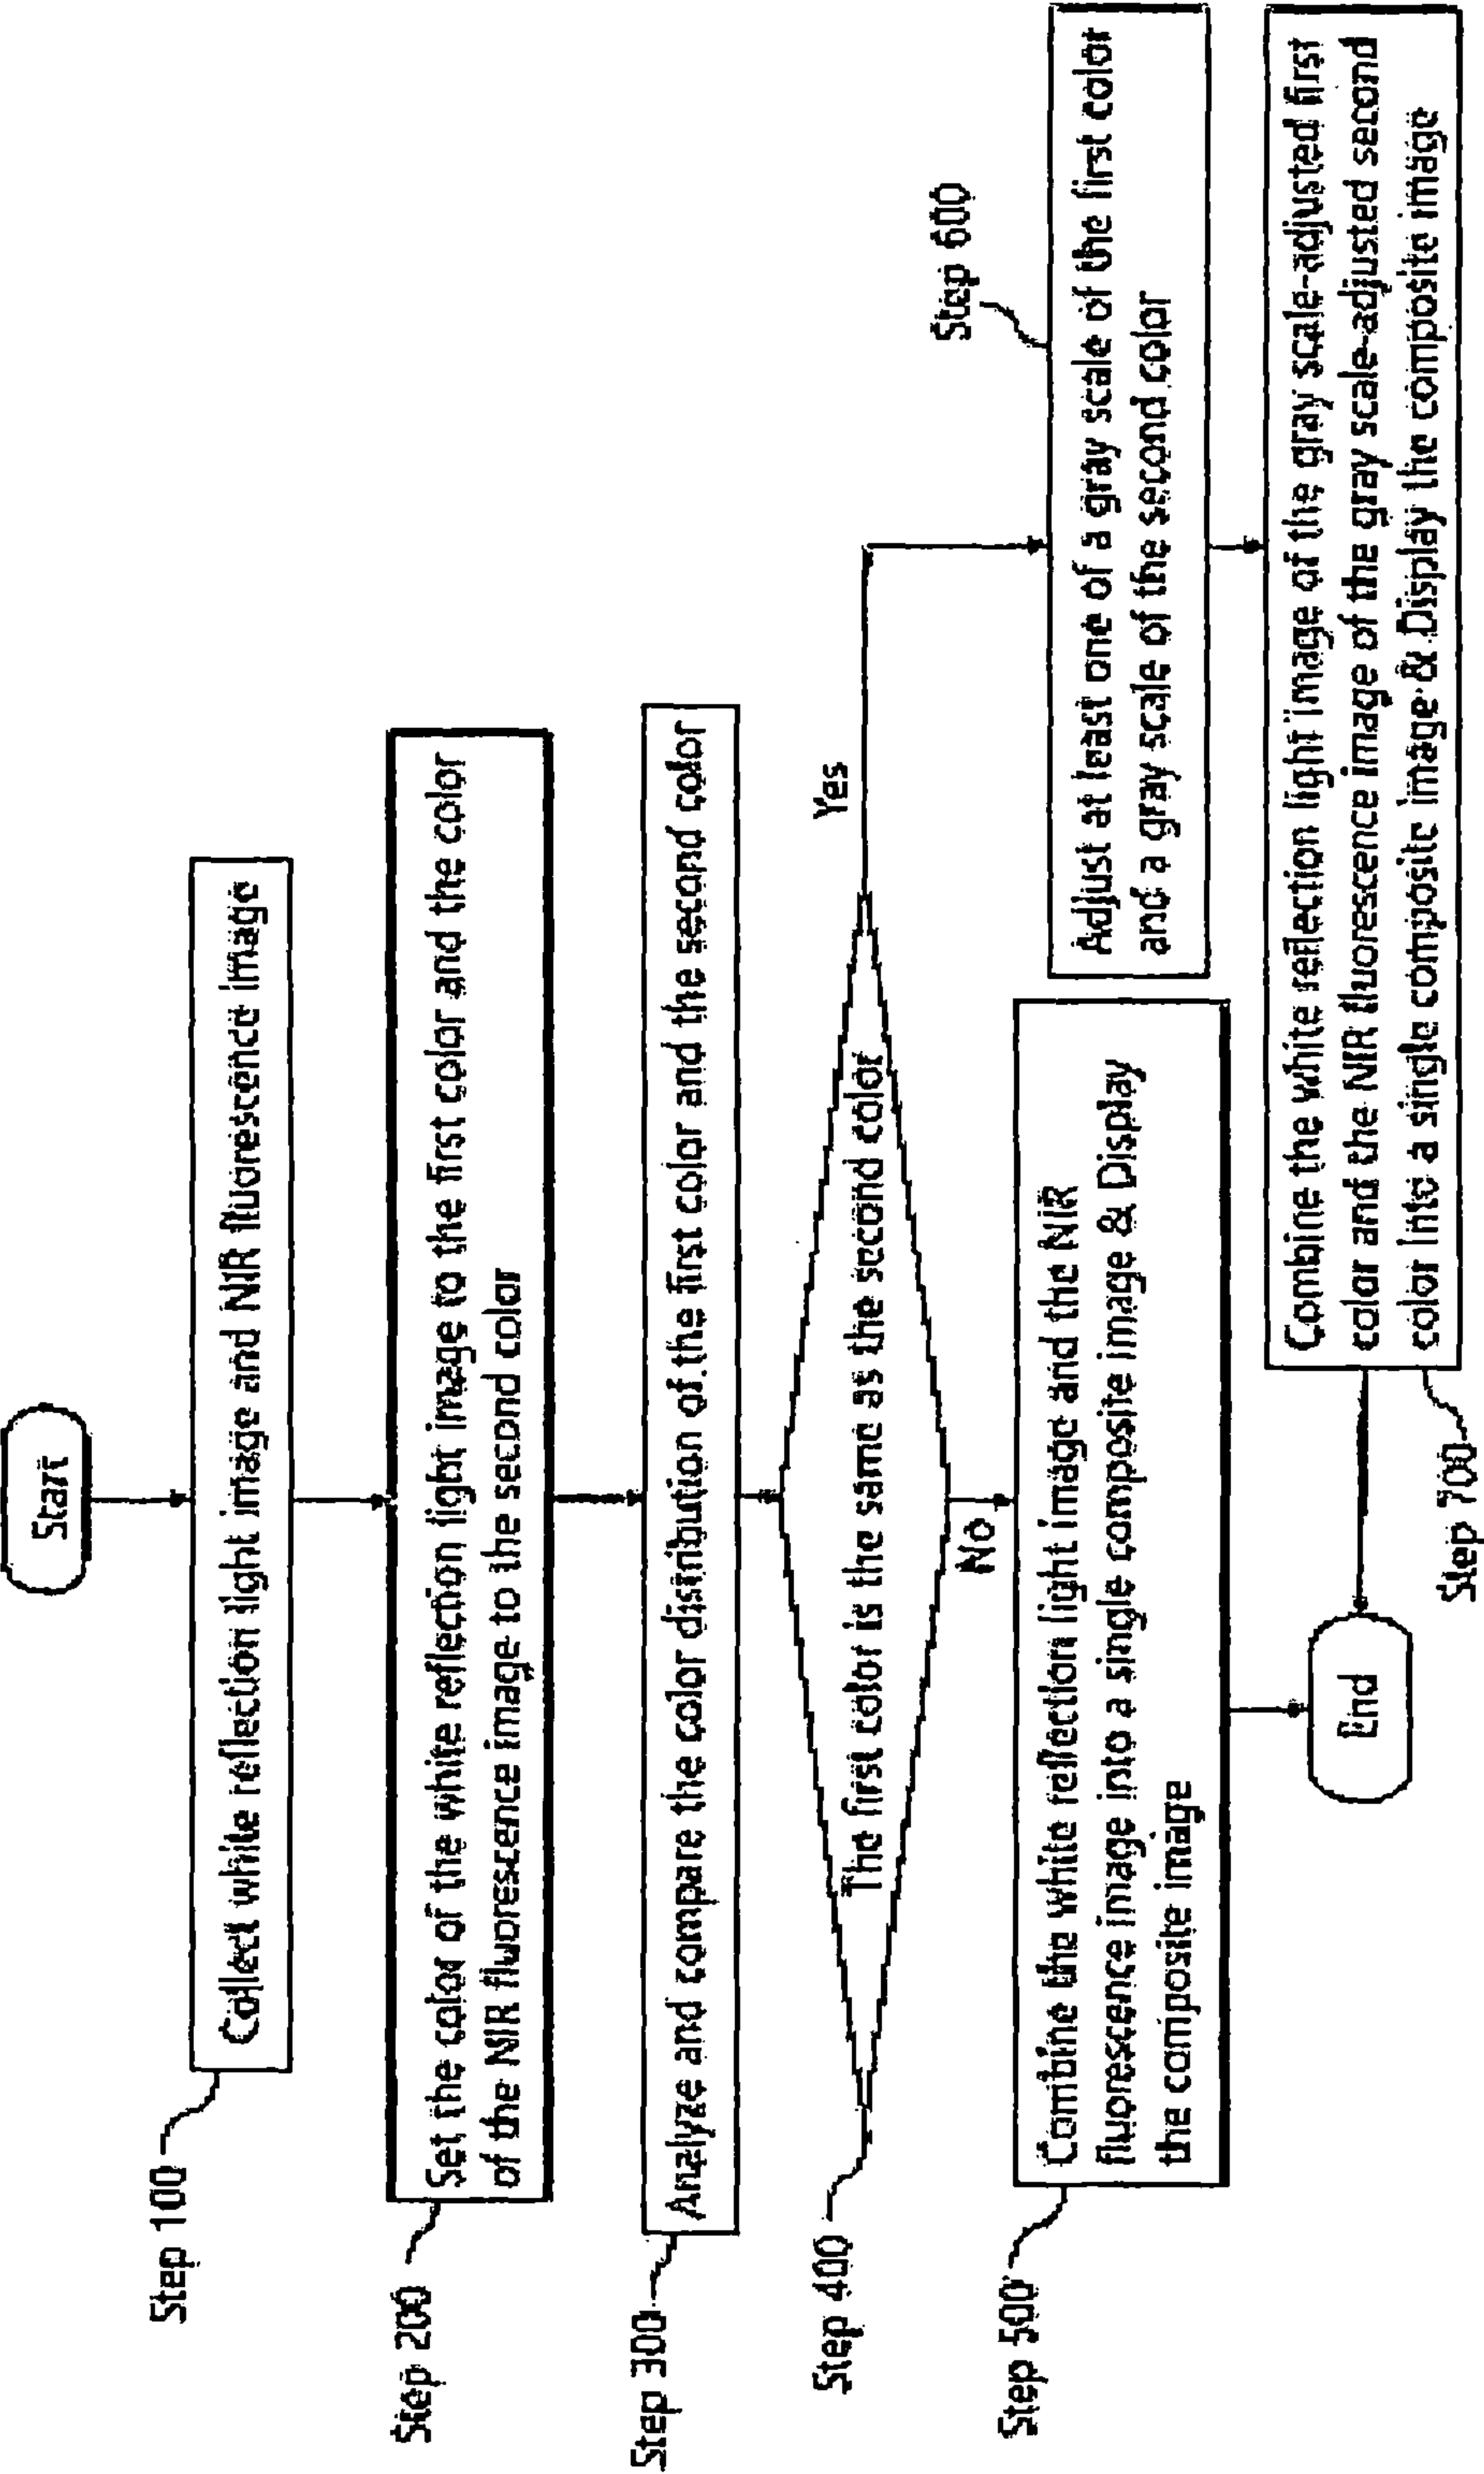 Start
Step 100
Collect white reflection light image and NIR fluorescence image
Step 200
Set the color of the white reflection light image to the first color and the color
of the NIR fluorescence image to the second color
Step 300
Analyze and compare the color distribution of the first color and the second color
Step 400
The first color is the same as the second color
Yes
No
Step 500
Combine the white reflection light image and the NIR
fluorescence image into a single composite image & Display
the composite image
Step 600
Adjust at least one of a gray scale of the first color
and a gray scale of the second color
Combine the white reflection light image of the gray scale-adjusted first
color and the NIR fluorescence image of the gray scale-adjusted second
color into a single composite image & Display the composite image
Step 700
End